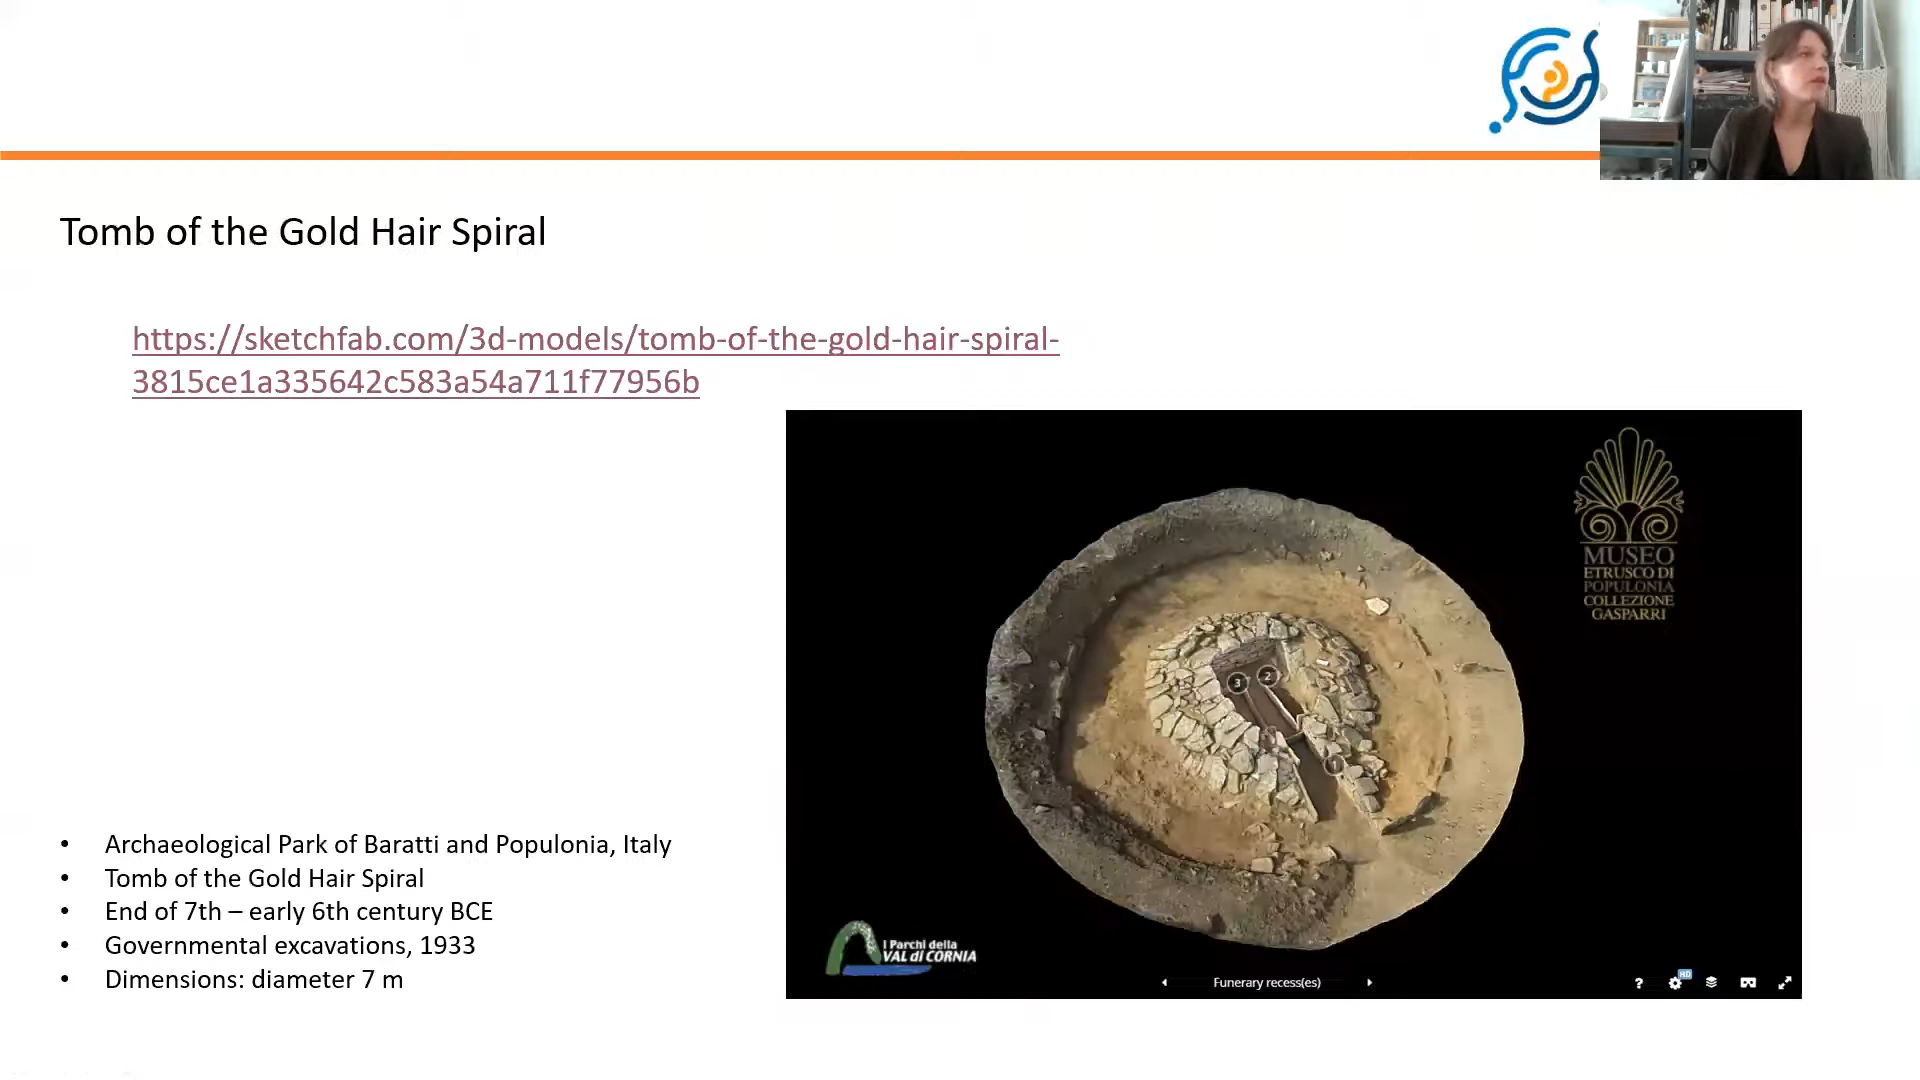 Tomb of the Gold Hair Spiral
https://sketchfab.com/3d-models/tomb-of-the-gold-hair-spiral-
3815ce1a335642c583a54a711f77956b
MUSEO
ETRUSCO DI
POPULONIA
COLLEZIONE
GASPARRI
3
2
1
• Archaeological Park of Baratti and Populonia, Italy
• Tomb of the Gold Hair Spiral
• End of 7th – early 6th century BCE
• Governmental excavations, 1933
• Dimensions: diameter 7 m
I Parchi della
VAL di CORNIA
Funerary recess(es)
?
HD